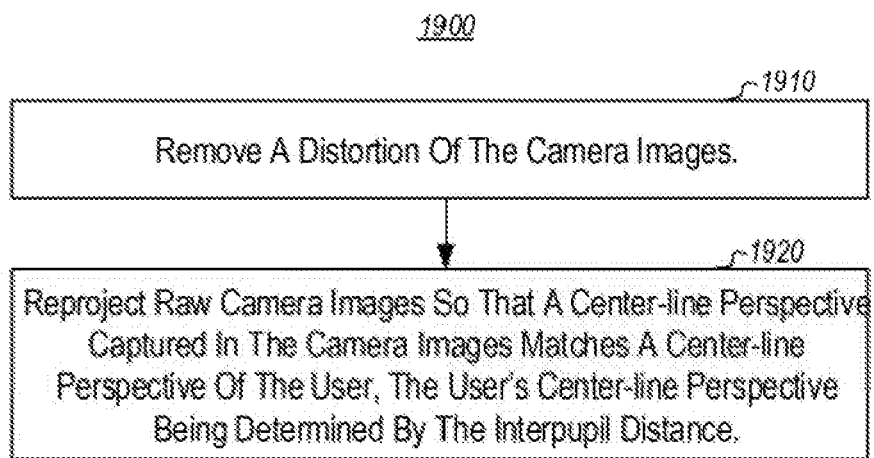 1900
1910
Remove A Distortion Of The Camera Images.
1920
Reproject Raw Camera Images So That A Center-line Perspective
Captured In The Camera Images Matches A Center-line
Perspective Of The User, The User's Center-line Perspective
Being Determined By The Interpupil Distance.